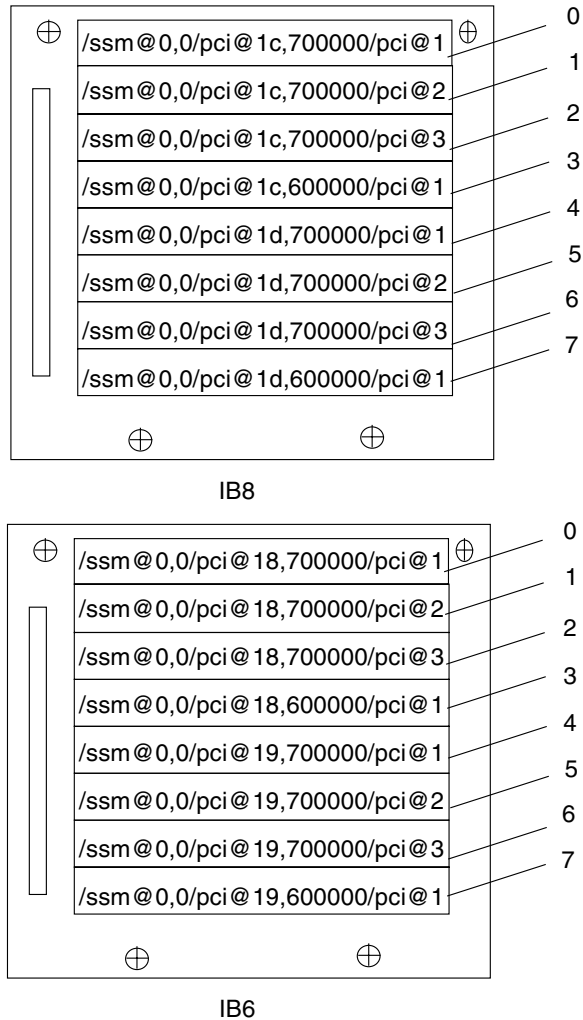 /ssm@0,0/pci@1c,700000/pci@1 0
/ssm@0,0/pci@1c,700000/pci@2 1
/ssm@0,0/pci@1c,700000/pci@3 2
/ssm@0,0/pci@1c,600000/pci@1 3
/ssm@0,0/pci@1d,700000/pci@1 4
/ssm@0,0/pci@1d,700000/pci@2 5
/ssm@0,0/pci@1d,700000/pci@3 6
/ssm@0,0/pci@1d,600000/pci@1 7
IB8
/ssm@0,0/pci@18,700000/pci@1 0
/ssm@0,0/pci@18,700000/pci@2 1
/ssm@0,0/pci@18,700000/pci@3 2
/ssm@0,0/pci@18,600000/pci@1 3
/ssm@0,0/pci@19,700000/pci@1 4
/ssm@0,0/pci@19,700000/pci@2 5
/ssm@0,0/pci@19,700000/pci@3 6
/ssm@0,0/pci@19,600000/pci@1 7
IB6